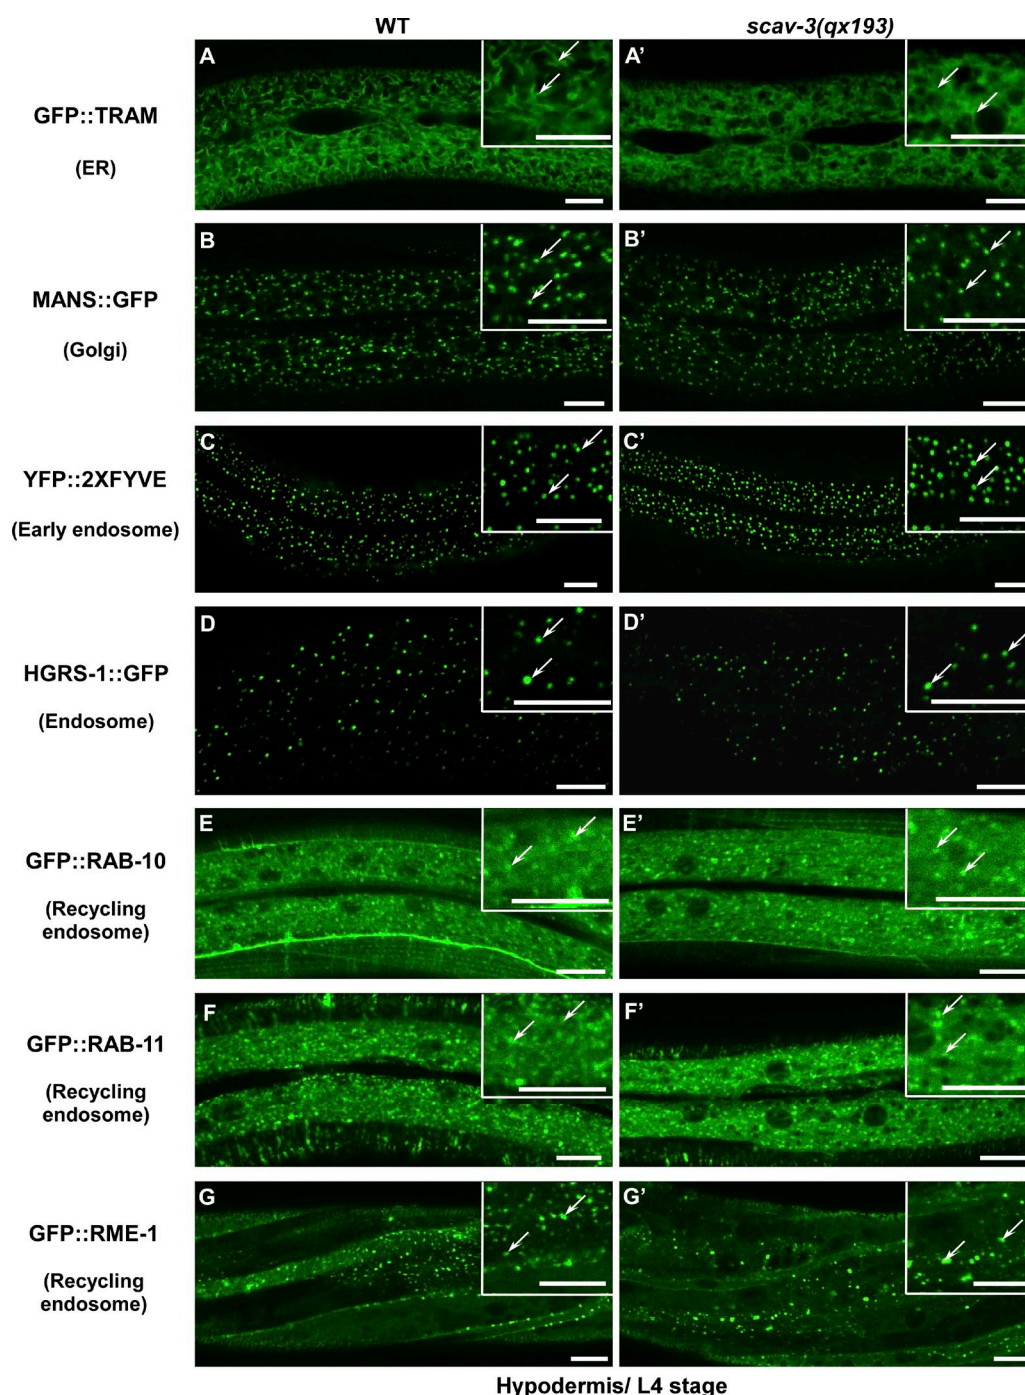 WT
scav-3(qx193)
A
A'
GFP::TRAM
(ER)
B
B'
MANS::GFP
(Golgi)
C
C'
YFP::2XFYVE
(Early endosome)
D
D'
HGRS-1::GFP
(Endosome)
E
E'
GFP::RAB-10
(Recycling
endosome)
F
F'
GFP::RAB-11
(Recycling
endosome)
G
G'
GFP::RME-1
(Recycling
endosome)
Hypodermis/ L4 stage